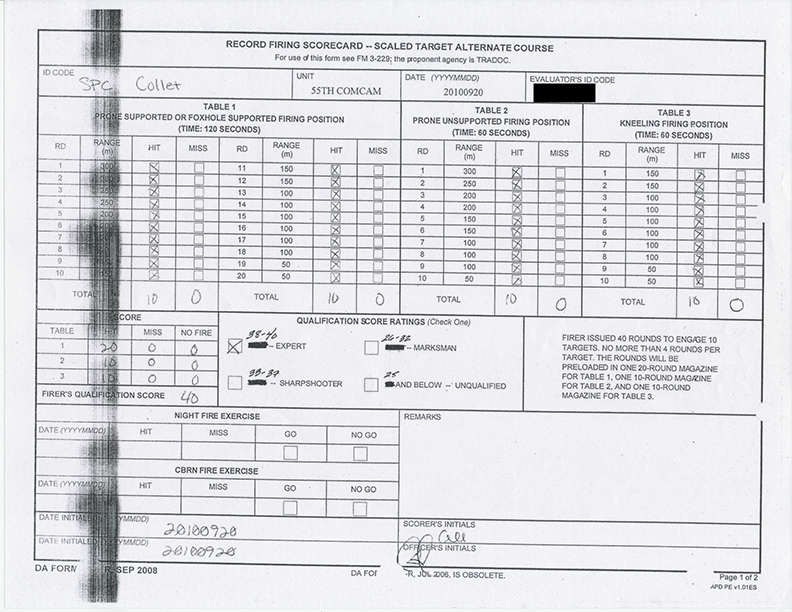 RECORD FIRING SCORECARD -- SCALED TARGET ALTERNATE COURSE
For use of this form see FM 3-229; the proponent agency is TRADOC.
ID CODE
SPC Collet
UNIT
55TH COMCAM
DATE (YYYYMMDD)
20100920
EVALUATOR'S ID CODE
TABLE 1
PRONE SUPPORTED OR FOXHOLE SUPPORTED FIRING POSITION
(TIME: 120 SECONDS)
RD RANGE (m) HIT MISS RD RANGE (m) HIT MISS
1 300 11 150
2 300 12 150
3 250 13 100
4 250 14 100
5 200 15 100
6 16 100
7 17 100
8 18 100
9 19 50
10 20 50
TOTAL 10 0 TOTAL 10 0
TABLE 2
PRONE UNSUPPORTED FIRING POSITION
(TIME: 60 SECONDS)
RD RANGE (m) HIT MISS
1 300
2 250
3 200
4 200
5 150
6 150
7 100
8 100
9 100
10 50
TOTAL 10 0
TABLE 3
KNEELING FIRING POSITION
(TIME: 60 SECONDS)
RD RANGE (m) HIT MISS
1 150
2 150
3 100
4 100
5 100
6 100
7 100
8 100
9 50
10 50
TOTAL 10 0
SCORE
TABLE HIT MISS NO FIRE
1 20 0 0
2 10 0 0
3 10 0 0
FIRER'S QUALIFICATION SCORE 40
QUALIFICATION SCORE RATINGS (Check One)
38-40
-- EXPERT
26-32
-- MARKSMAN
33-37
-- SHARPSHOOTER
25
AND BELOW -- UNQUALIFIED
FIRER ISSUED 40 ROUNDS TO ENGAGE 10
TARGETS. NO MORE THAN 4 ROUNDS PER
TARGET. THE ROUNDS WILL BE
PRELOADED IN ONE 20-ROUND MAGAZINE
FOR TABLE 1, ONE 10-ROUND MAGAZINE
FOR TABLE 2, AND ONE 10-ROUND
MAGAZINE FOR TABLE 3.
NIGHT FIRE EXERCISE
DATE (YYYYMMDD) HIT MISS GO NO GO
CBRN FIRE EXERCISE
DATE (YYYYMMDD) HIT MISS GO NO GO
REMARKS
DATE INITIALED (YYYYMMDD)
20100920
SCORER'S INITIALS
DATE INITIALED (YYYYMMDD)
20100920
OFFICER'S INITIALS
DA FORM R, SEP 2008
DA FOR -R, JUL 2006, IS OBSOLETE.
Page 1 of 2
APD PE v1.01ES